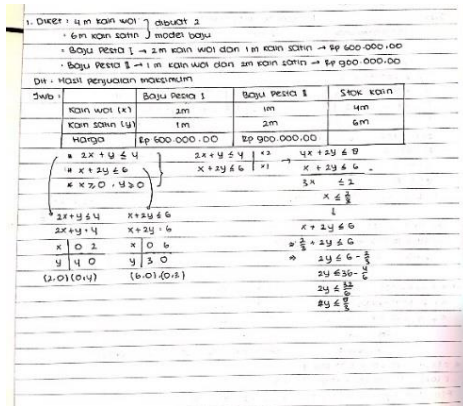 1. Diket : 4 m kain wol } dibuat 2
• 6m kain satin } model baju
• Baju Pesta I → 2m kain wol dan 1m kain satin → Rp 600.000,00
• Baju Pesta II → 1m kain wol dan 2m kain satin → Rp 900.000,00
Dit : Hasil penjualan maksimum
Jwb :
Baju Pesta I Baju Pesta II Stok kain
Kain wol (x) 2m 1m 4m
Kain satin (y) 1m 2m 6m
Harga Rp 600.000,00 Rp 900.000,00
* 2x + y ≤ 4
* x + 2y ≤ 6
* x ≥ 0 , y ≥ 0
2x + y ≤ 4 | x2
x + 2y ≤ 6 | x1
→ 4x + 2y ≤ 8
x + 2y ≤ 6 -
3x ≤ 2
x ≤ 2/3
↓
x + 2y ≤ 6
⇒ 2/3 + 2y ≤ 6
⇒ 2y ≤ 6 - 2/3
2y ≤ 36 - 4/6
2y ≤ 32/6
2x + y ≤ 4 x + 2y ≤ 6
2x + y = 4 x + 2y = 6
x | 0 2 x | 0 6
y | 4 0 y | 3 0
(2,0) (0,4) (6,0) (0,3)